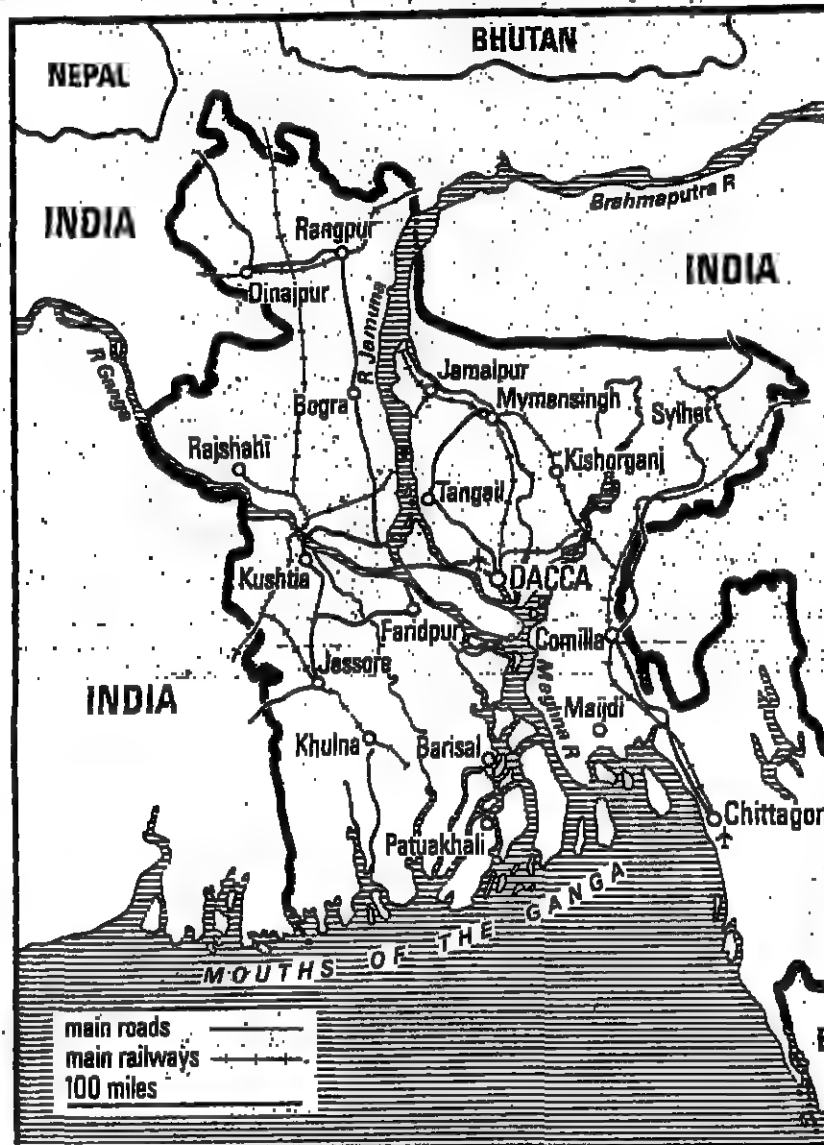 BHUTAN
NEPAL
Brahmaputra R
INDIA
Rangpur
INDIA
Dinajpur
R Jamuna
R Ganga
Jamalpur
Bogra
Mymensingh
Sylhet
Rajshahi
Kishorganj
Tangail
DACCA
Kushtia
Faridpur
Comilla
Jessore
Meghna R
INDIA
Maijdi
Khulna
Barisal
Chittagon
Patuakhali
MOUTHS OF THE GANGA
main roads
main railways
100 miles